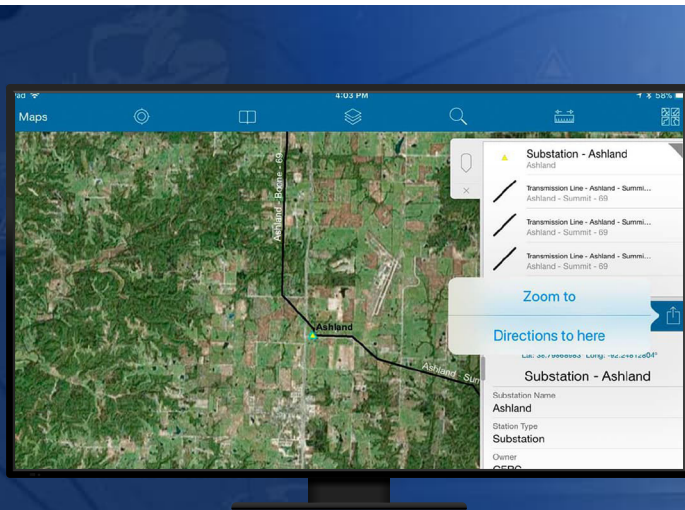 4:03 PM
58%
Maps
Ashland - Boone - 69
Ashland
Substation - Ashland
Ashland
Transmission Line - Ashland - Summi...
Ashland - Summit - 69
Transmission Line - Ashland - Summi...
Ashland - Summit - 69
Transmission Line - Ashland - Summi...
Ashland - Summit - 69
Zoom to
Directions to here
Ashland - Sum
Substation - Ashland
Substation Name
Ashland
Station Type
Substation
Owner